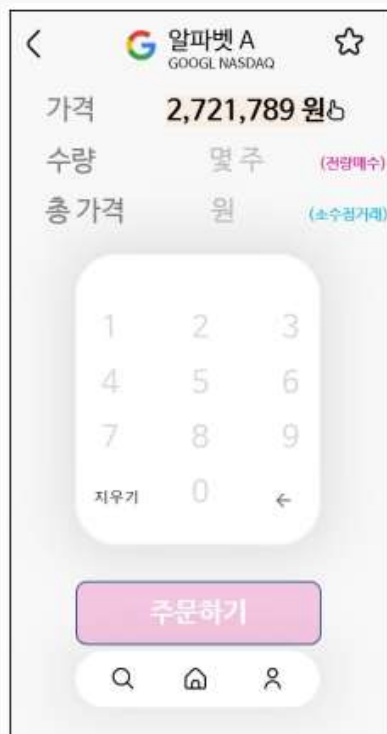 알파벳 A
GOOGL NASDAQ
가격 2,721,789 원
수량 몇 주 (전량매수)
총 가격 원 (소수점거래)
1 2 3
4 5 6
7 8 9
지우기 0 ←
주문하기